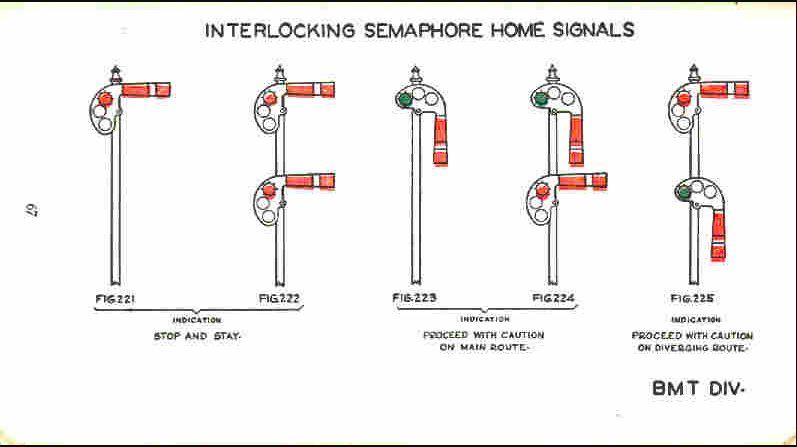 INTERLOCKING SEMAPHORE HOME SIGNALS
67
FIG.221
FIG.222
FIG.223
FIG.224
FIG.225
INDICATION
STOP AND STAY-
INDICATION
PROCEED WITH CAUTION
ON MAIN ROUTE-
INDICATION
PROCEED WITH CAUTION
ON DIVERGING ROUTE-
BMT DIV-